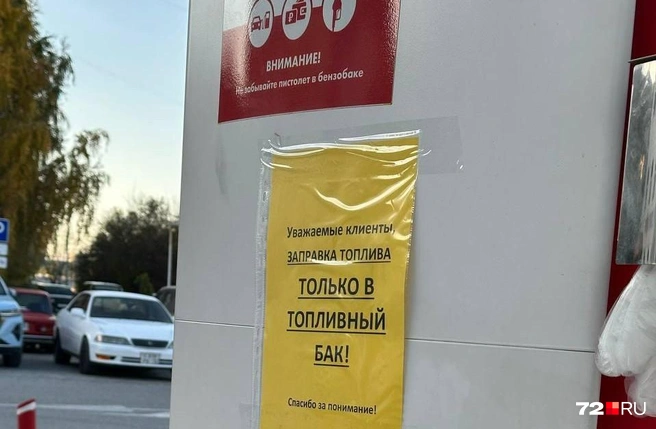 ВНИМАНИЕ!
Не забывайте пистолет в бензобаке
Уважаемые клиенты,
ЗАПРАВКА ТОПЛИВА
ТОЛЬКО В
ТОПЛИВНЫЙ
БАК!
Спасибо за понимание!
72.RU